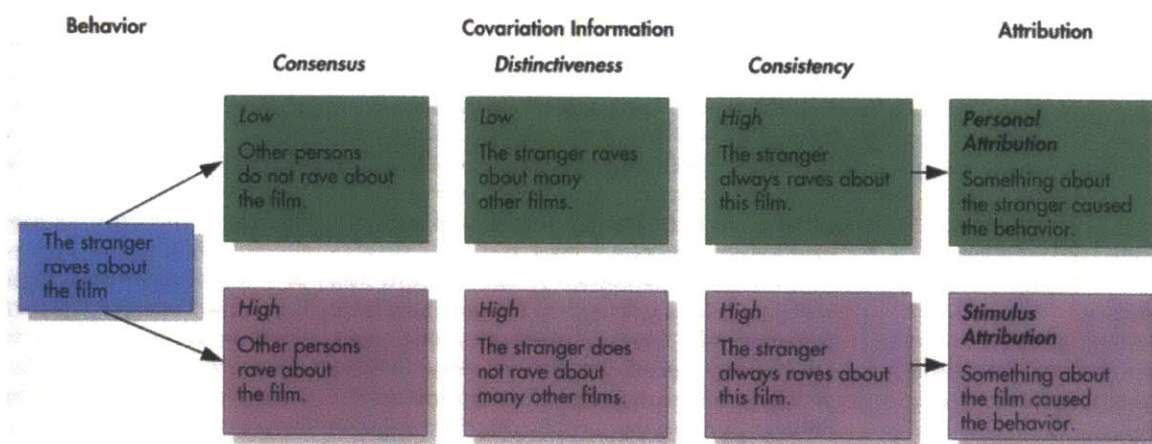 Behavior
Covariation Information
Attribution
Consensus
Distinctiveness
Consistency
The stranger
raves about
the film
Low
Other persons
do not rave about
the film.
Low
The stranger raves
about many
other films.
High
The stranger
always raves about
this film.
Personal
Attribution
Something about
the stranger caused
the behavior.
High
Other persons
rave about
the film.
High
The stranger does
not rave about
many other films.
High
The stranger
always raves about
this film.
Stimulus
Attribution
Something about
the film caused
the behavior.